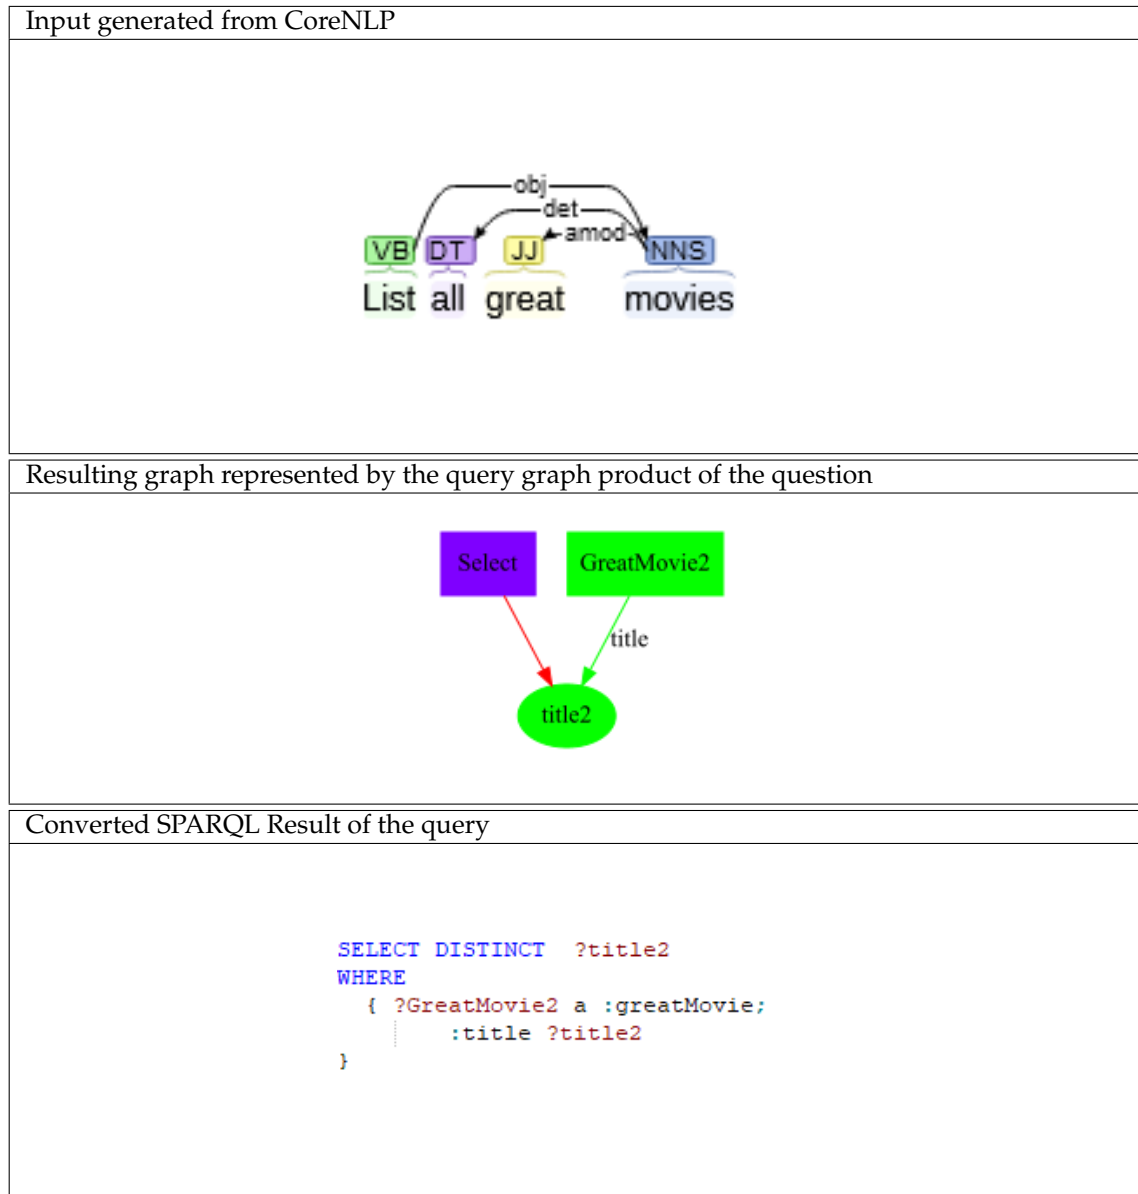 Input generated from CoreNLP
obj
det
amod
VB DT JJ NNS
List all great movies
Resulting graph represented by the query graph product of the question
Select GreatMovie2
title
title2
Converted SPARQL Result of the query
SELECT DISTINCT ?title2
WHERE
{ ?GreatMovie2 a :greatMovie;
:title ?title2
}